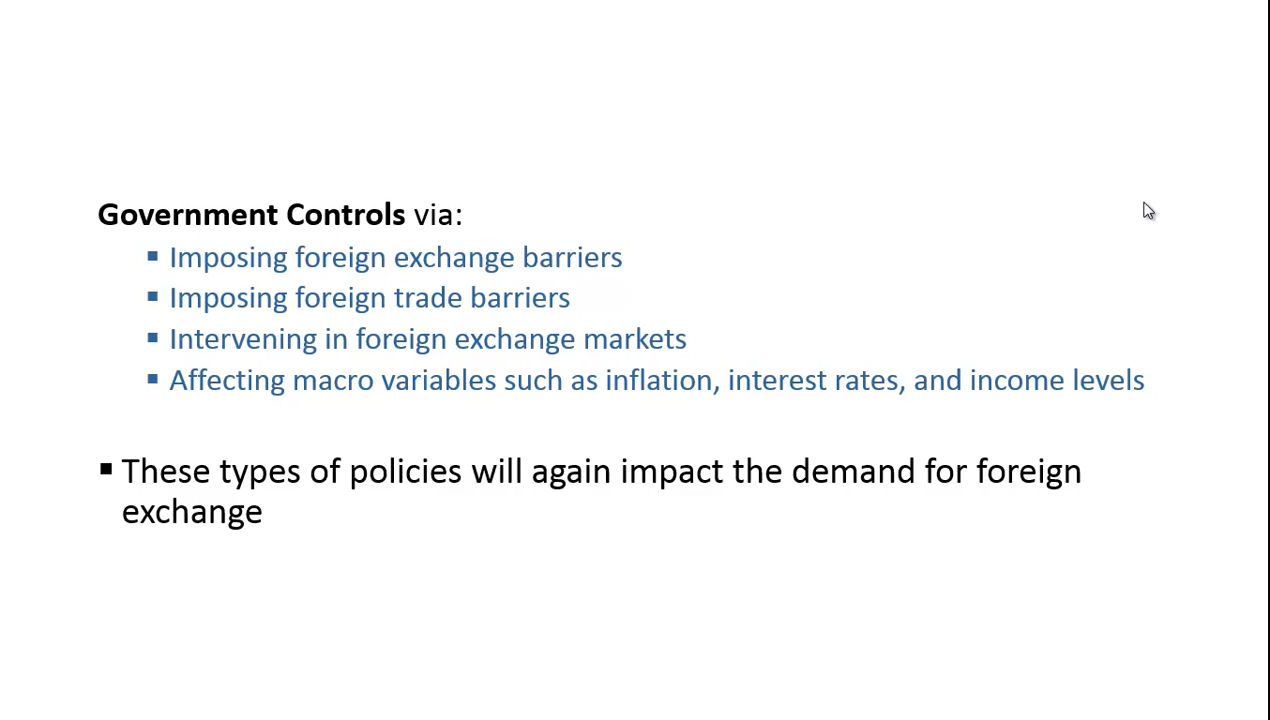 Government Controls via:
▪ Imposing foreign exchange barriers
▪ Imposing foreign trade barriers
▪ Intervening in foreign exchange markets
▪ Affecting macro variables such as inflation, interest rates, and income levels
▪ These types of policies will again impact the demand for foreign
exchange